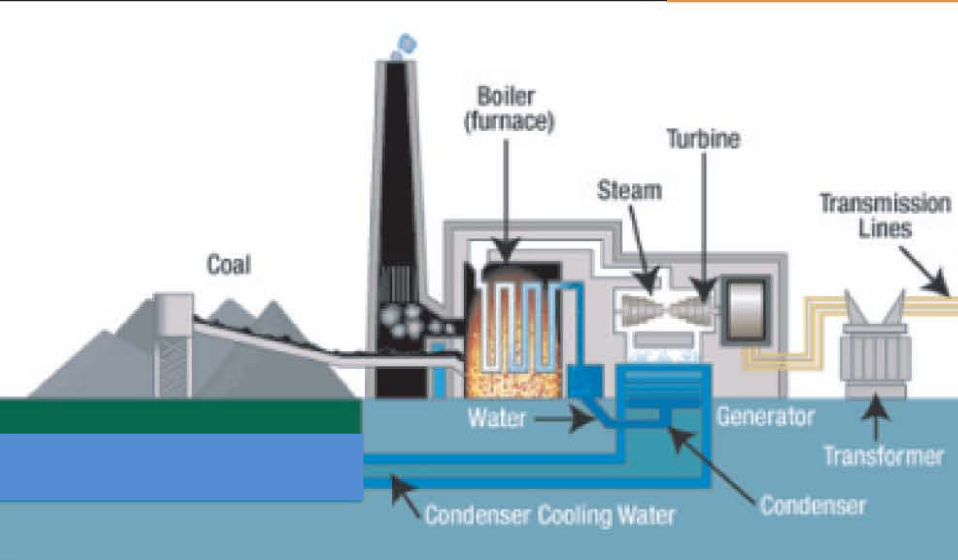 Boiler
(furnace)
Turbine
Steam
Transmission
Lines
Coal
Water
Generator
Transformer
Condenser
Condenser Cooling Water